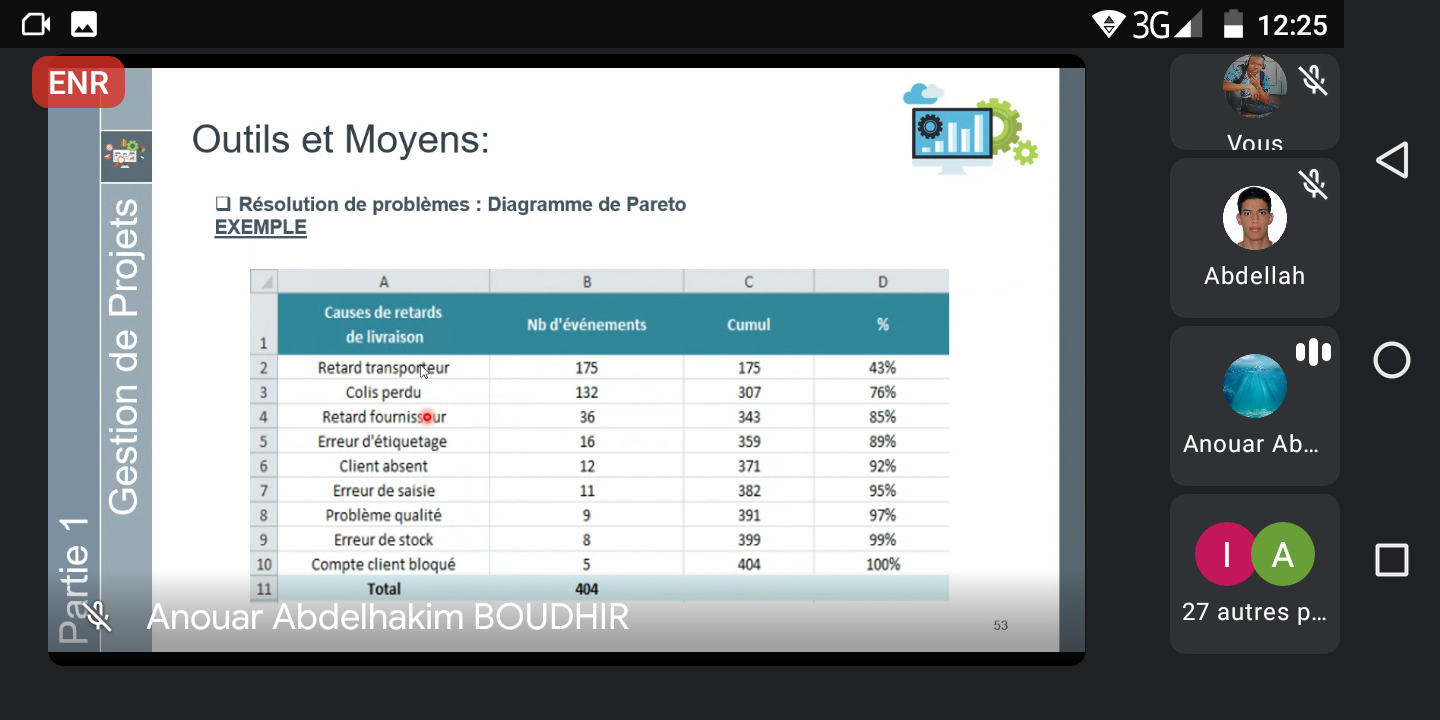 3G 12:25
ENR
Outils et Moyens:
❑ Résolution de problèmes : Diagramme de Pareto
EXEMPLE
Partie 1
Gestion de Projets
A B C D
1 Causes de retards de livraison Nb d'événements Cumul %
2 Retard transporteur 175 175 43%
3 Colis perdu 132 307 76%
4 Retard fournisseur 36 343 85%
5 Erreur d'étiquetage 16 359 89%
6 Client absent 12 371 92%
7 Erreur de saisie 11 382 95%
8 Problème qualité 9 391 97%
9 Erreur de stock 8 399 99%
10 Compte client bloqué 5 404 100%
11 Total 404
Anouar Abdelhakim BOUDHIR
53
Vous
Abdellah
Anouar Ab...
I A
27 autres p...